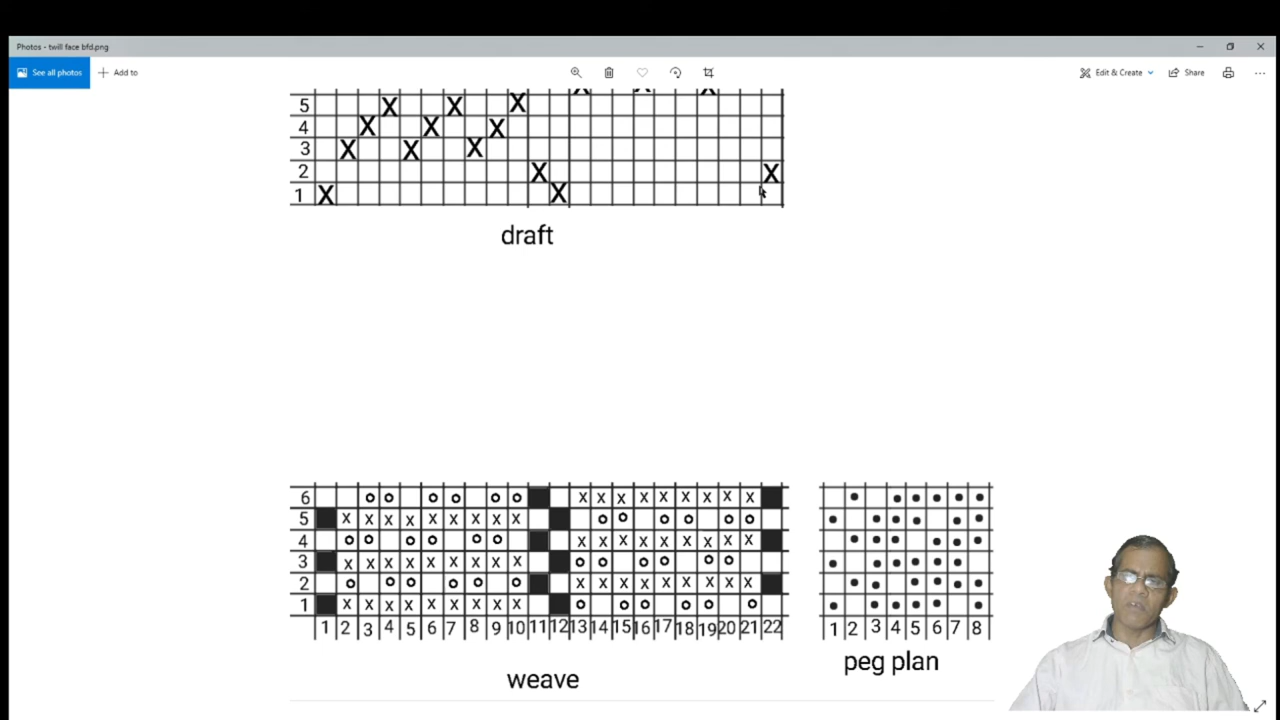 Photos - twill face bfd.png
See all photos
Add to
Edit & Create
Share
5 X X X
4 X X X
3 X X X
2 X X
1 X X
draft
6 o o o o o o x x x x x x x x x
5 x x x x x x x x x o o o o o o
4 o o o o o o x x x x x x x x x
3 x x x x x x x x x o o o o o o
2 o o o o o o x x x x x x x x x
1 x x x x x x x x x o o o o o o
1 2 3 4 5 6 7 8 9 10 11 12 13 14 15 16 17 18 19 20 21 22
weave
1 2 3 4 5 6 7 8
peg plan